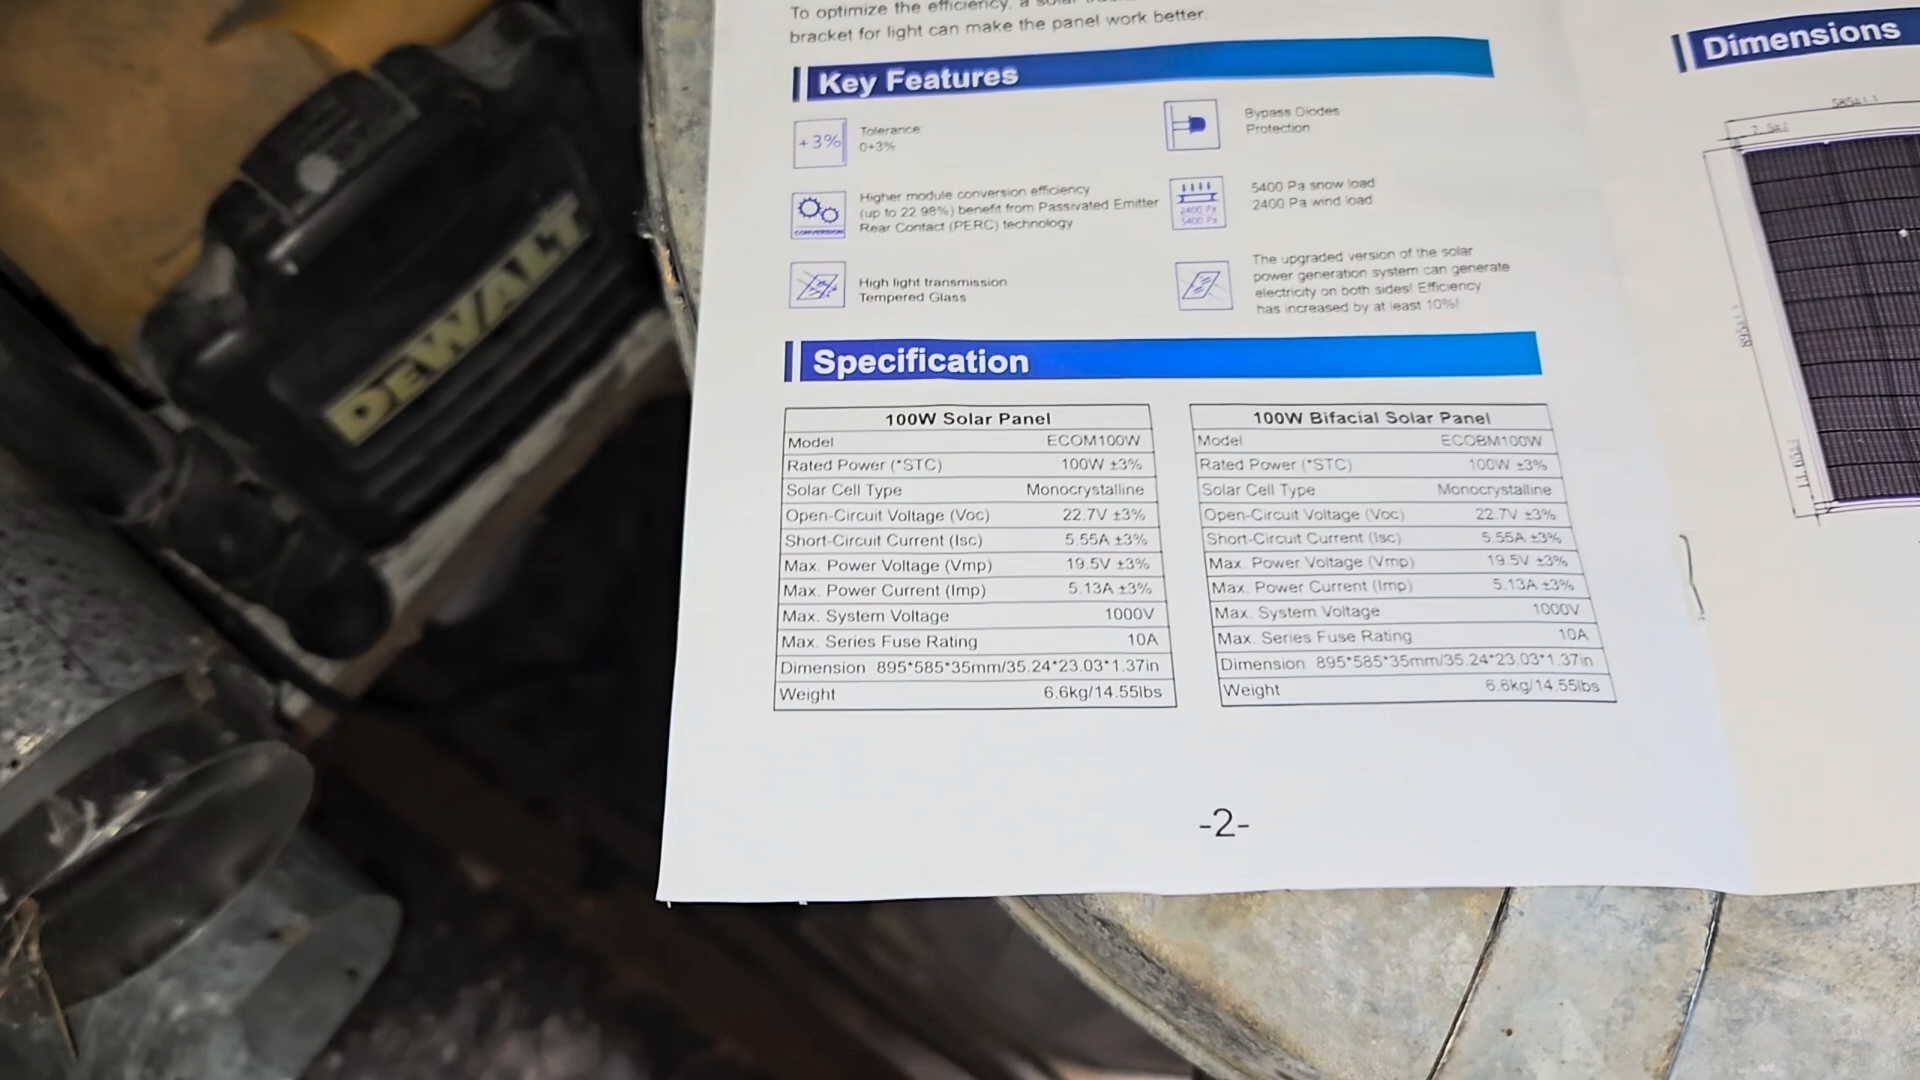 To optimize the efficiency, a
bracket for light can make the panel work better.
Key Features
+3%
Tolerance
0+3%
Bypass Diodes
Protection
CONVERSION
Higher module conversion efficiency
(up to 22.98%) benefit from Passivated Emitter
Rear Contact (PERC) technology
2400 Pa
5400 Pa
5400 Pa snow load
2400 Pa wind load
High light transmission
Tempered Glass
The upgraded version of the solar
power generation system can generate
electricity on both sides! Efficiency
has increased by at least 10%!
Specification
100W Solar Panel
Model ECOM100W
Rated Power (*STC) 100W ±3%
Solar Cell Type Monocrystalline
Open-Circuit Voltage (Voc) 22.7V ±3%
Short-Circuit Current (Isc) 5.55A ±3%
Max. Power Voltage (Vmp) 19.5V ±3%
Max. Power Current (Imp) 5.13A ±3%
Max. System Voltage 1000V
Max. Series Fuse Rating 10A
Dimension 895*585*35mm/35.24*23.03*1.37in
Weight 6.6kg/14.55lbs
100W Bifacial Solar Panel
Model ECOBM100W
Rated Power (*STC) 100W ±3%
Solar Cell Type Monocrystalline
Open-Circuit Voltage (Voc) 22.7V ±3%
Short-Circuit Current (Isc) 5.55A ±3%
Max. Power Voltage (Vmp) 19.5V ±3%
Max. Power Current (Imp) 5.13A ±3%
Max. System Voltage 1000V
Max. Series Fuse Rating 10A
Dimension 895*585*35mm/35.24*23.03*1.37in
Weight 6.6kg/14.55lbs
-2-
Dimensions
DEWALT